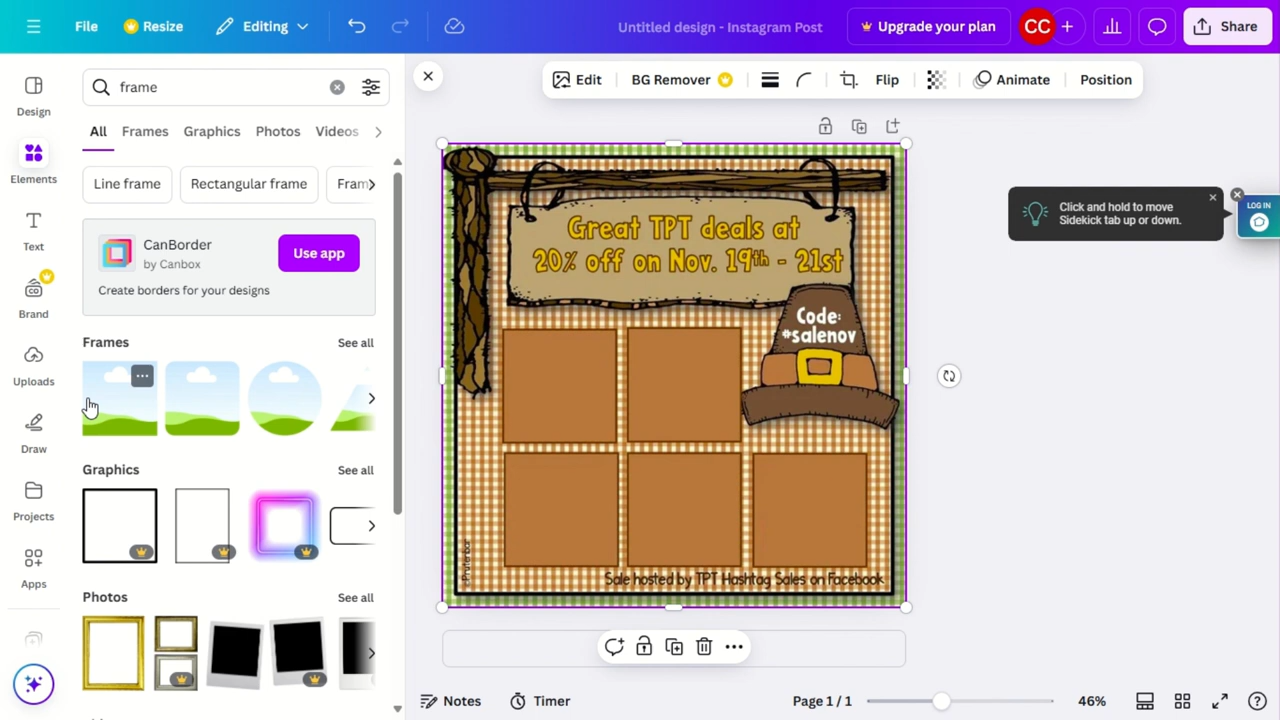 File
Resize
Editing
Untitled design - Instagram Post
Upgrade your plan
CC
Share
Design
Elements
Text
Brand
CO
Uploads
Draw
Projects
Apps
frame
All
Frames
Graphics
Photos
Videos
Line frame
Rectangular frame
Fram
CanBorder
by Canbox
Use app
Create borders for your designs
Frames
See all
Graphics
See all
Photos
See all
Edit
BG Remover
Flip
Animate
Position
Great TPT deals at
20% off on Nov. 19th - 21st
Code:
#salenov
Sale hosted by TPT Hashtag Sales on Facebook
Click and hold to move
Sidekick tab up or down.
LOG IN
Notes
Timer
Page 1 / 1
46%